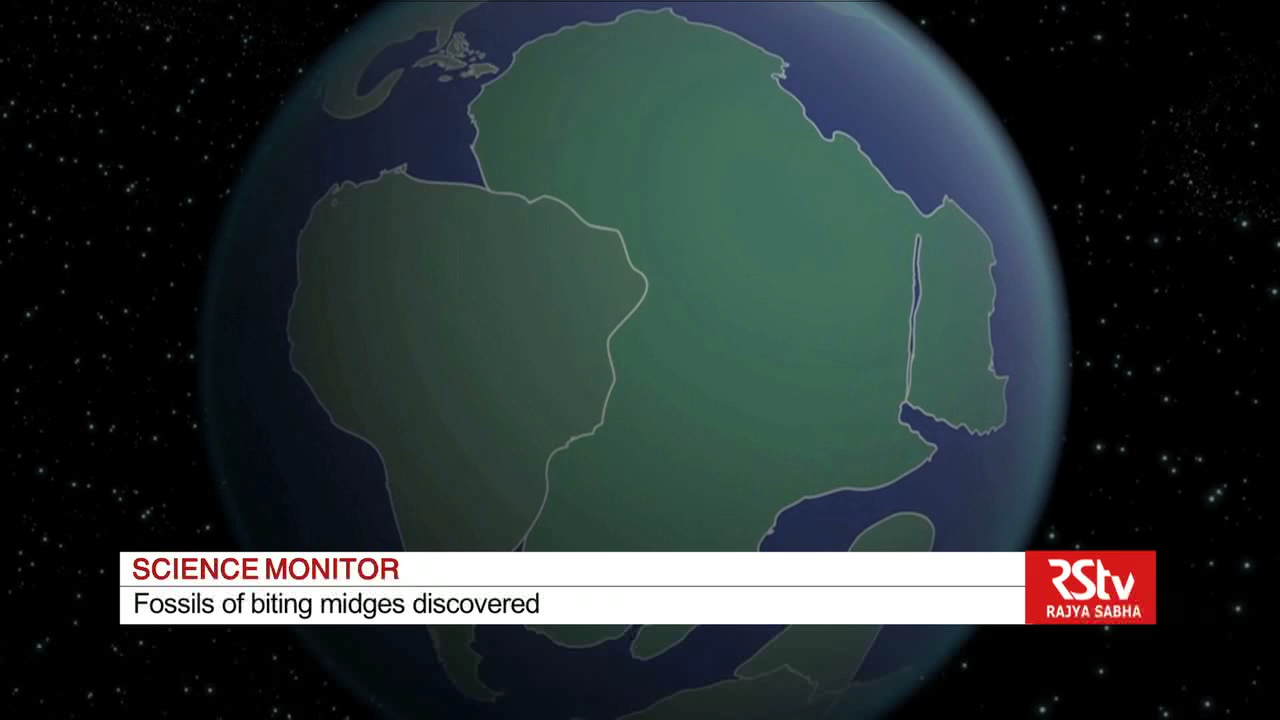 SCIENCE MONITOR
Fossils of biting midges discovered
RStv
RAJYA SABHA